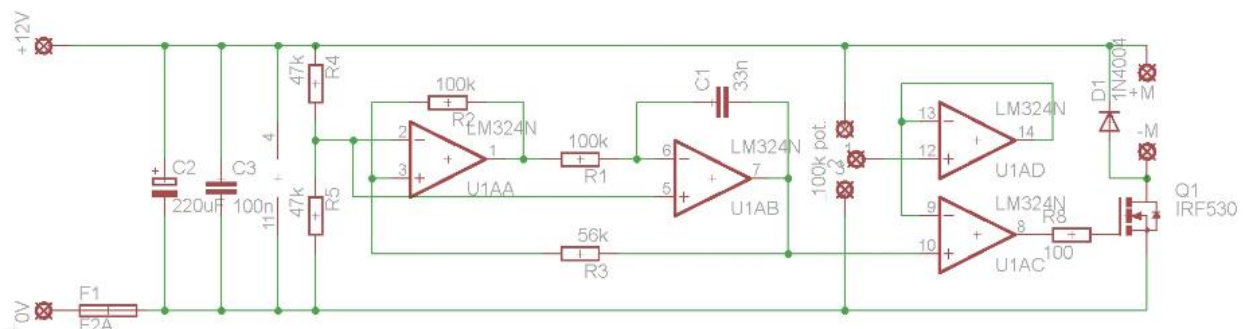 +12V
T0V
F1
F2A
C2
220uF
C3
100n
4
11
47k
R4
47k
R5
100k
R2
2
3
1
LM324N
U1AA
100k
R1
56k
R3
C1
33n
6
5
7
LM324N
U1AB
100k pot.
1
2
3
13
12
14
LM324N
U1AD
9
10
8
LM324N
U1AC
R8
100
D1
1N4004
+M
-M
Q1
IRF530